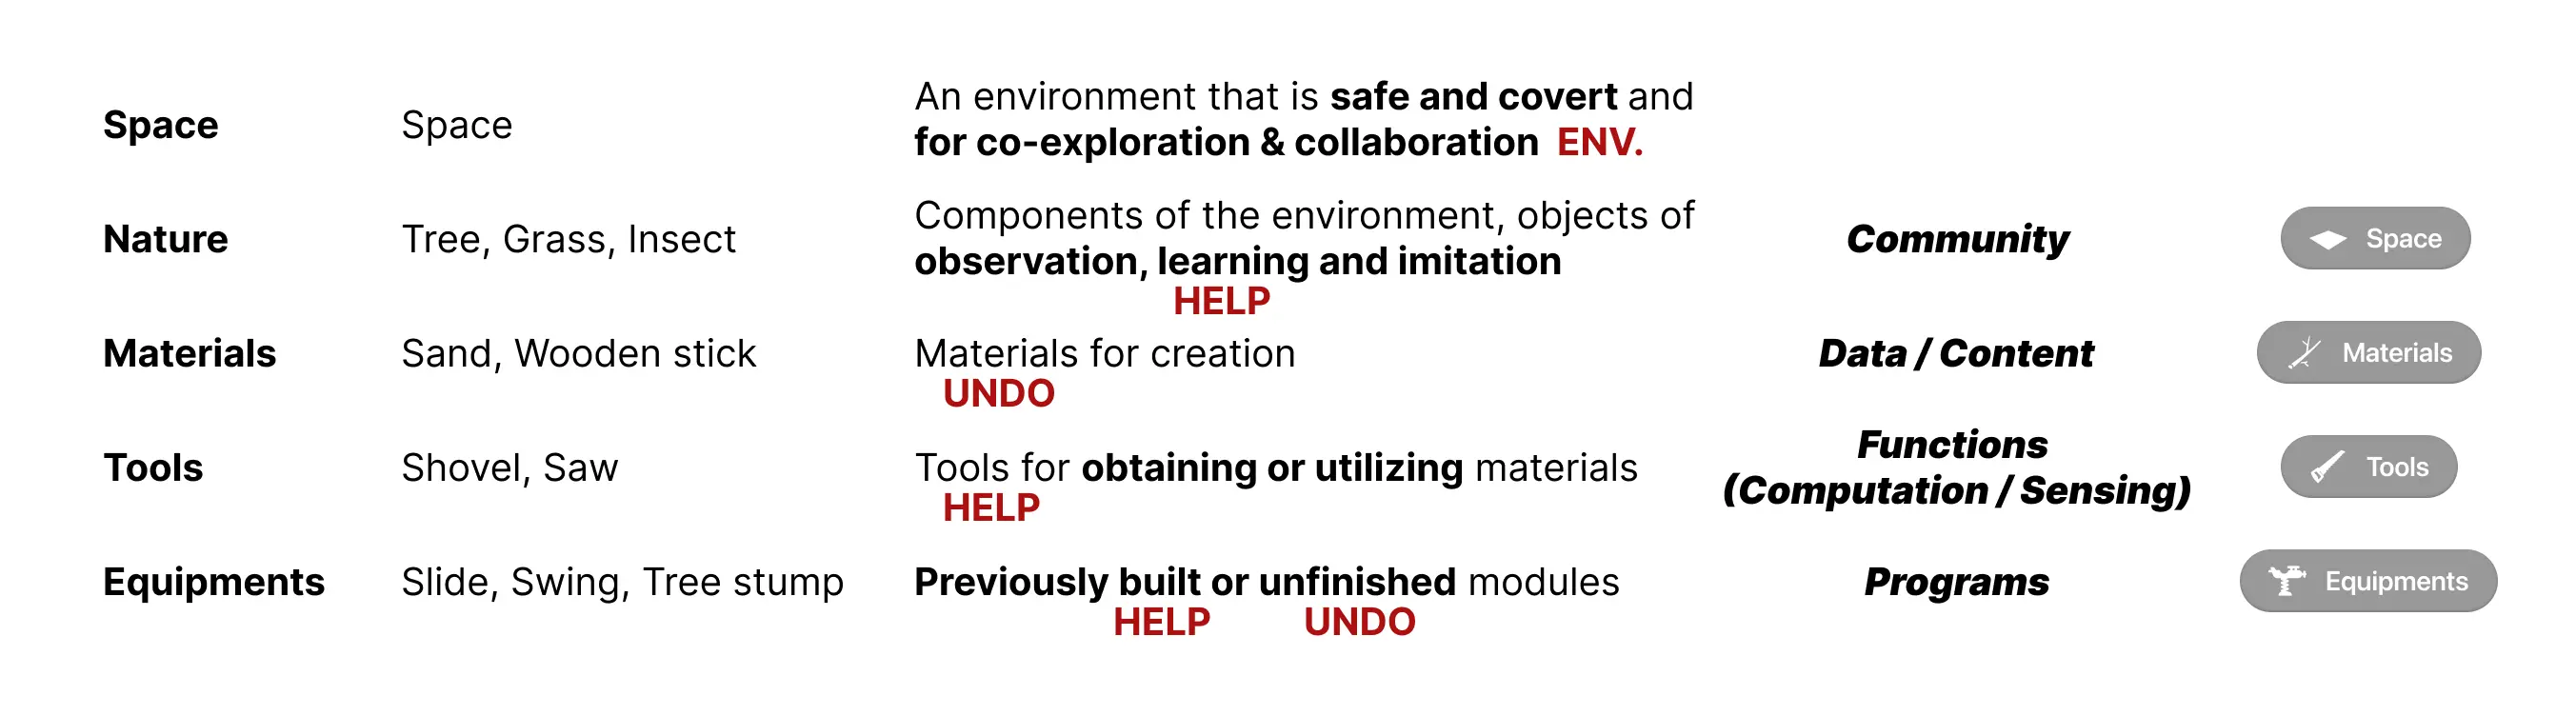 Space
Space
An environment that is safe and covert and
for co-exploration & collaboration ENV.
Nature
Tree, Grass, Insect
Components of the environment, objects of
observation, learning and imitation
HELP
Community
Space
Materials
Sand, Wooden stick
Materials for creation
UNDO
Data / Content
Materials
Tools
Shovel, Saw
Tools for obtaining or utilizing materials
HELP
Functions
(Computation / Sensing)
Tools
Equipments
Slide, Swing, Tree stump
Previously built or unfinished modules
HELP UNDO
Programs
Equipments